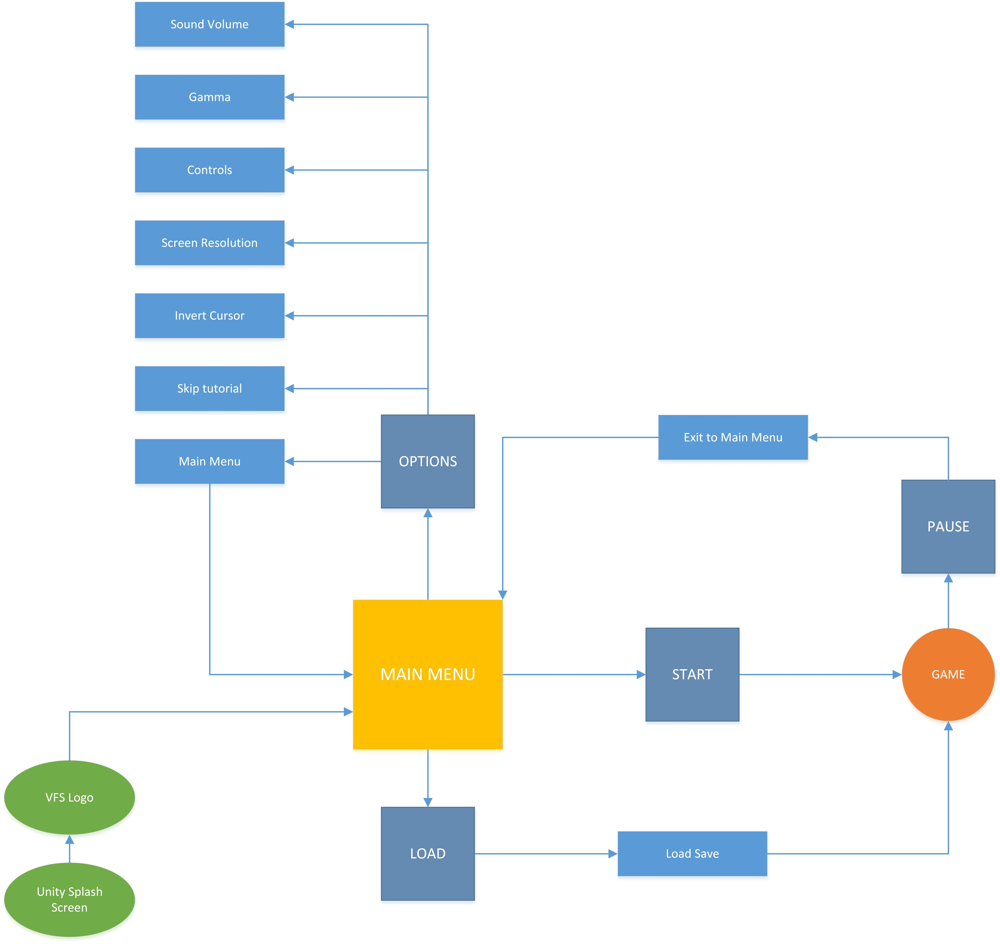 Sound Volume
Gamma
Controls
Screen Resolution
Invert Cursor
Skip tutorial
Main Menu
OPTIONS
Exit to Main Menu
PAUSE
MAIN MENU
START
GAME
VFS Logo
LOAD
Load Save
Unity Splash
Screen